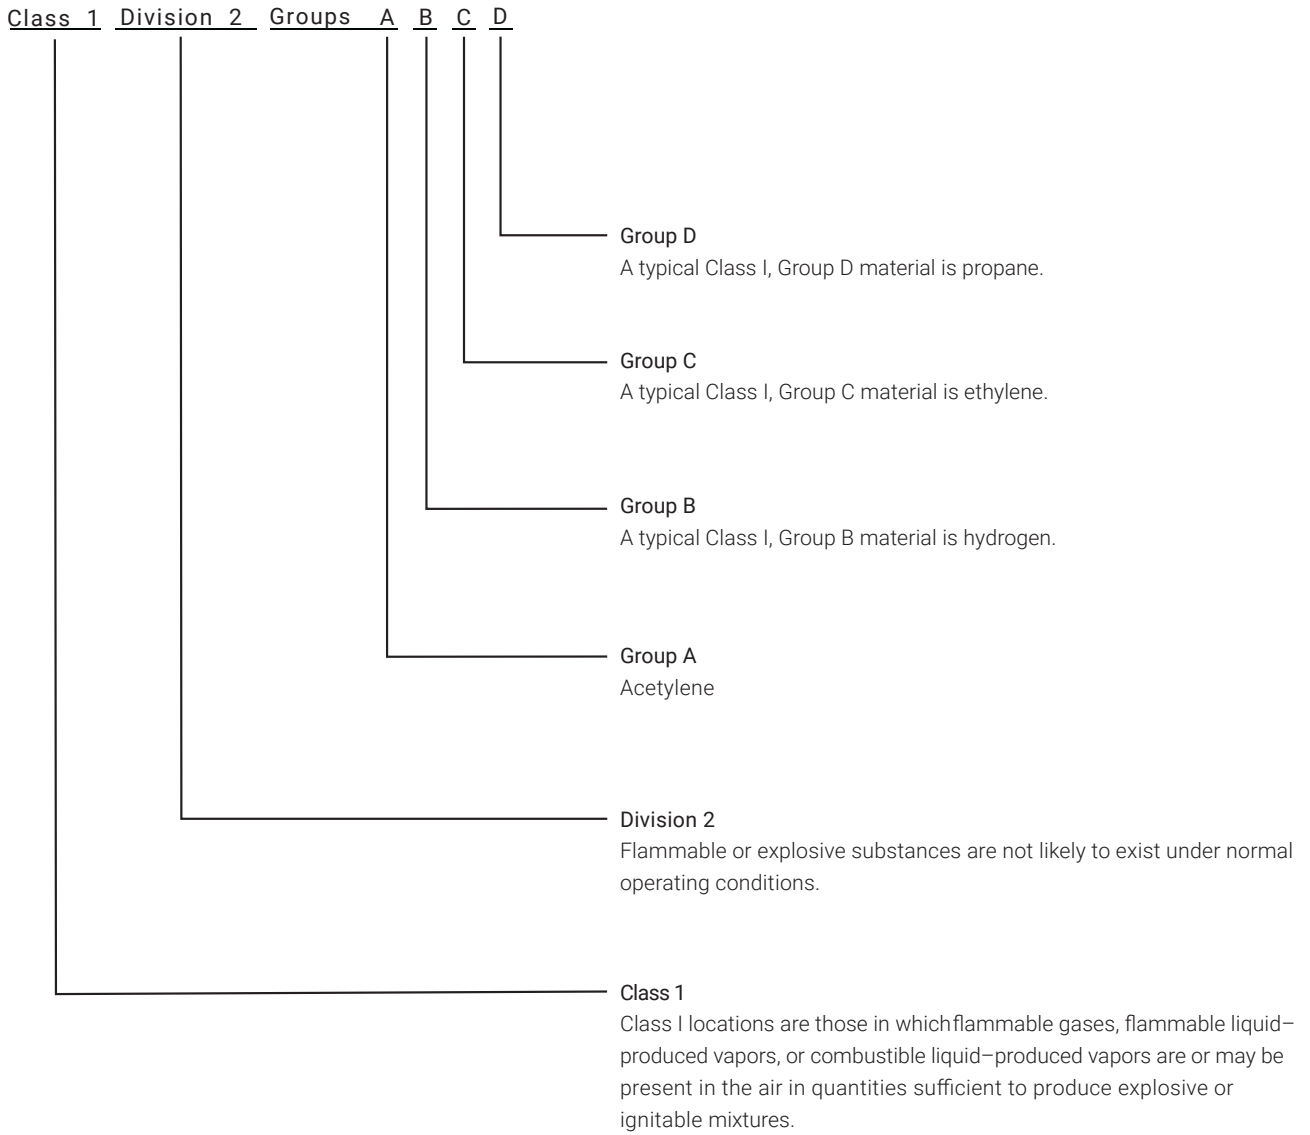 Class 1 Division 2 Groups A B C D
Group D
A typical Class I, Group D material is propane.
Group C
A typical Class I, Group C material is ethylene.
Group B
A typical Class I, Group B material is hydrogen.
Group A
Acetylene
Division 2
Flammable or explosive substances are not likely to exist under normal
operating conditions.
Class 1
Class I locations are those in which flammable gases, flammable liquid–
produced vapors, or combustible liquid–produced vapors are or may be
present in the air in quantities sufficient to produce explosive or
ignitable mixtures.